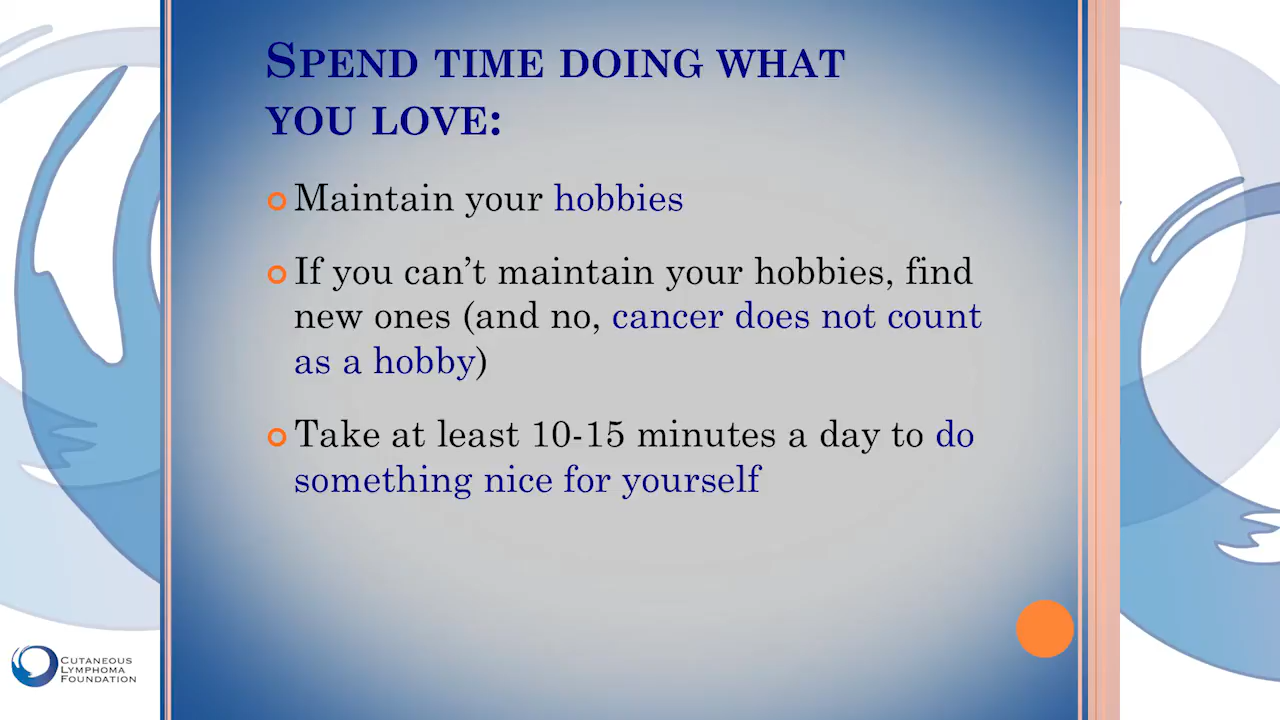 SPEND TIME DOING WHAT
YOU LOVE:
Maintain your hobbies
If you can’t maintain your hobbies, find
new ones (and no, cancer does not count
as a hobby)
Take at least 10-15 minutes a day to do
something nice for yourself
CUTANEOUS
LYMPHOMA
FOUNDATION